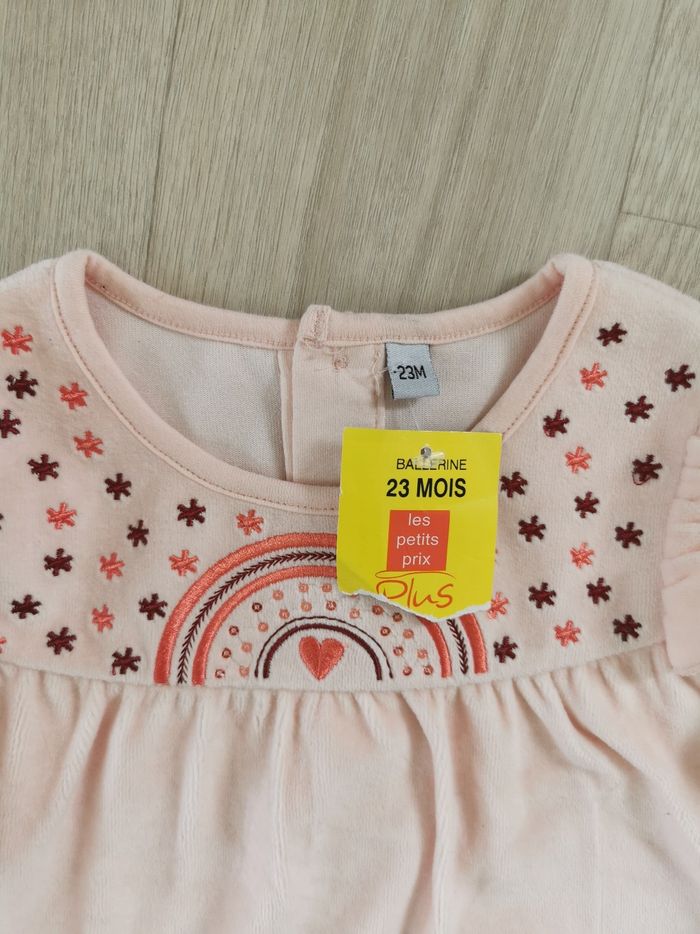 -23M
BALLERINE
23 MOIS
les
petits
prix
Plus